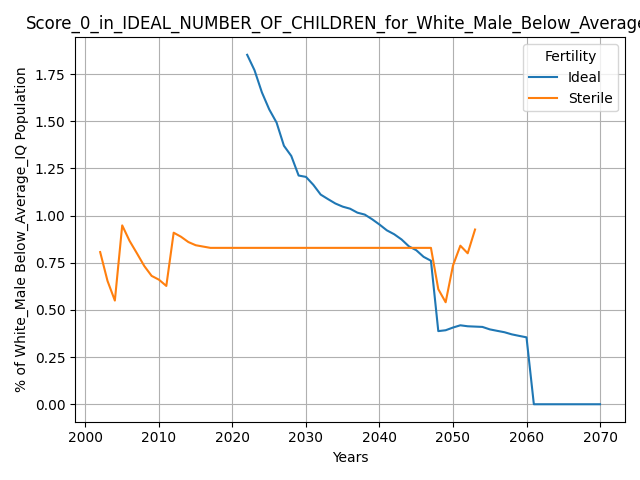 Score_0_in_IDEAL_NUMBER_OF_CHILDREN_for_White_Male_Below_Average
% of White_Male Below_Average_IQ Population
1.75
1.50
1.25
1.00
0.75
0.50
0.25
0.00
Fertility
Ideal
Sterile
2000 2010 2020 2030 2040 2050 2060 2070
Years